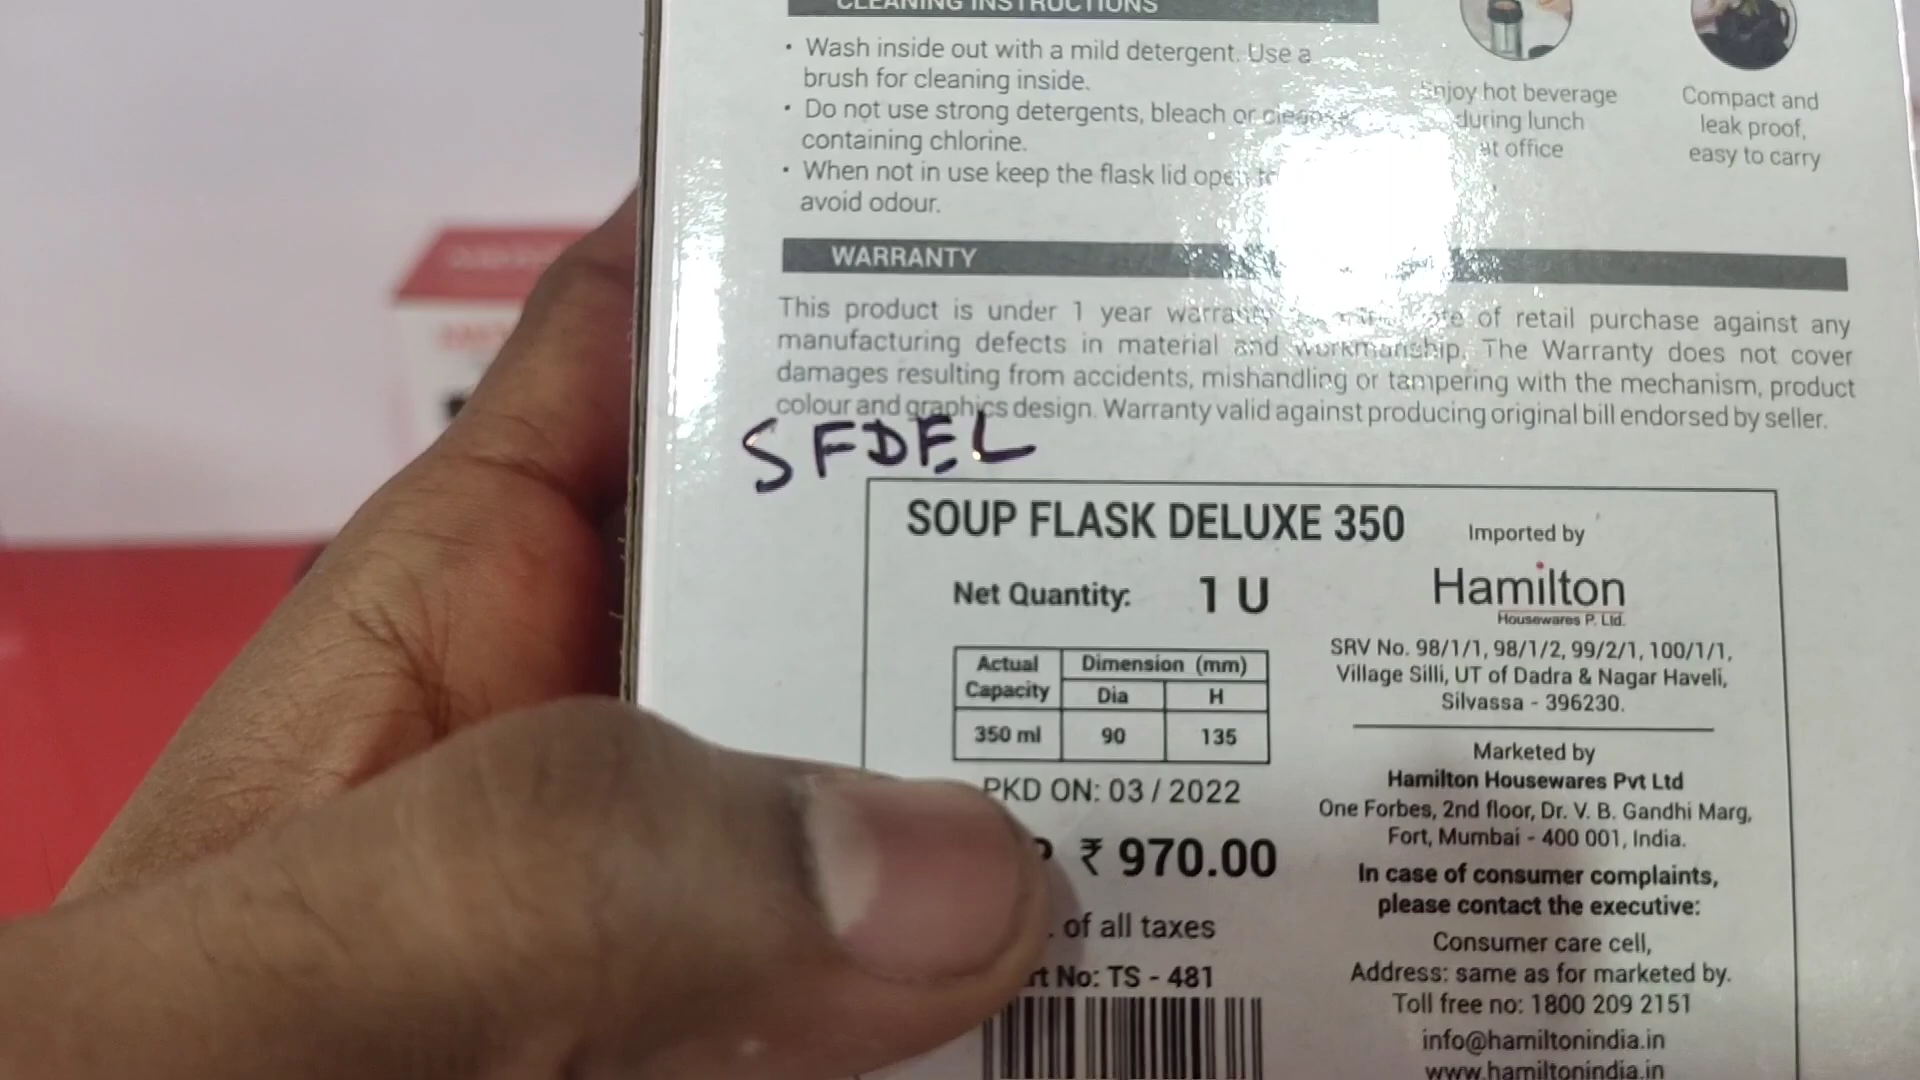 CLEANING INSTRUCTIONS
• Wash inside out with a mild detergent. Use a
brush for cleaning inside.
• Do not use strong detergents, bleach or
containing chlorine.
• When not in use keep the flask lid open to
avoid odour.
Enjoy hot beverage
during lunch
at office
Compact and
leak proof,
easy to carry
WARRANTY
This product is under 1 year warranty of retail purchase against any
manufacturing defects in material and workmanship. The Warranty does not cover
damages resulting from accidents, mishandling or tampering with the mechanism, product
colour and graphics design. Warranty valid against producing original bill endorsed by seller.
SFDEL
SOUP FLASK DELUXE 350
Net Quantity: 1 U
Actual Capacity
Dimension (mm)
Dia H
350 ml 90 135
PKD ON: 03 / 2022
₹ 970.00
of all taxes
No: TS - 481
Imported by
Hamilton
Housewares P. Ltd.
SRV No. 98/1/1, 98/1/2, 99/2/1, 100/1/1,
Village Silli, UT of Dadra & Nagar Haveli,
Silvassa - 396230.
Marketed by
Hamilton Housewares Pvt Ltd
One Forbes, 2nd floor, Dr. V. B. Gandhi Marg,
Fort, Mumbai - 400 001, India.
In case of consumer complaints,
please contact the executive:
Consumer care cell,
Address: same as for marketed by.
Toll free no: 1800 209 2151
info@hamiltonindia.in
www.hamiltonindia.in